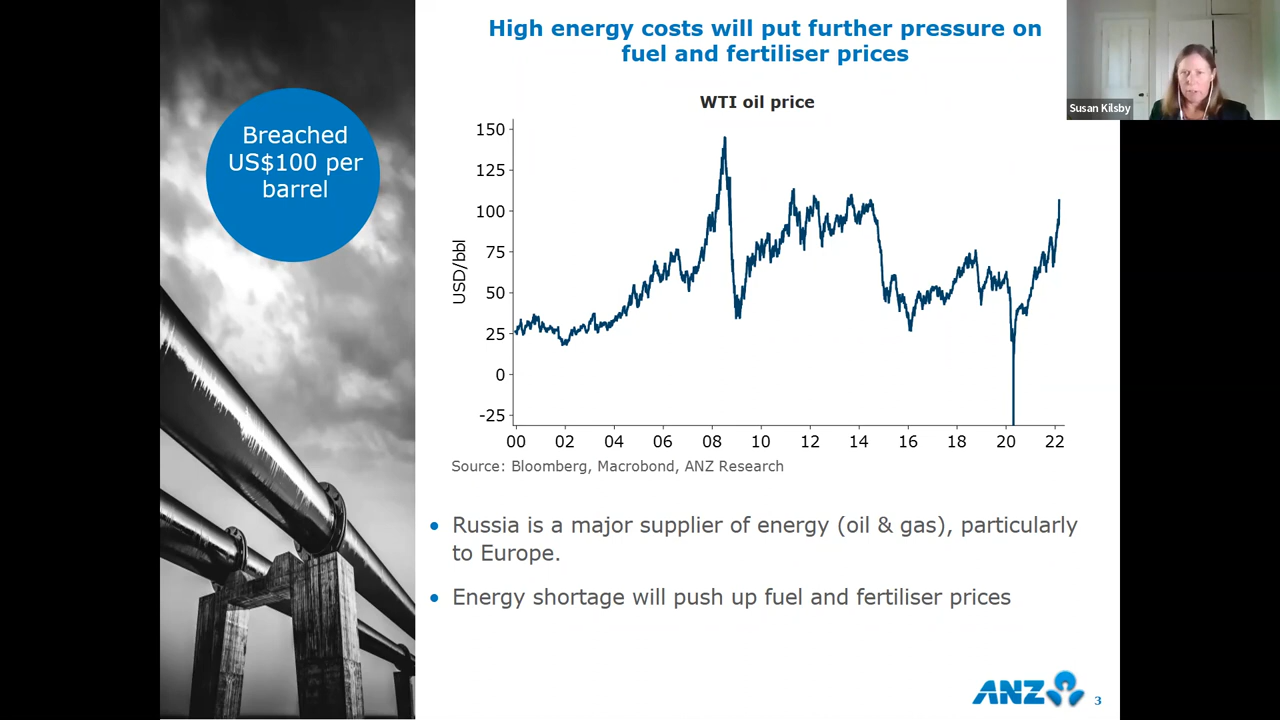 High energy costs will put further pressure on
fuel and fertiliser prices
Susan Kilsby
Breached
US$100 per
barrel
WTI oil price
USD/bbl
150
125
100
75
50
25
0
-25
00 02 04 06 08 10 12 14 16 18 20 22
Source: Bloomberg, Macrobond, ANZ Research
• Russia is a major supplier of energy (oil & gas), particularly
to Europe.
• Energy shortage will push up fuel and fertiliser prices
ANZ
3